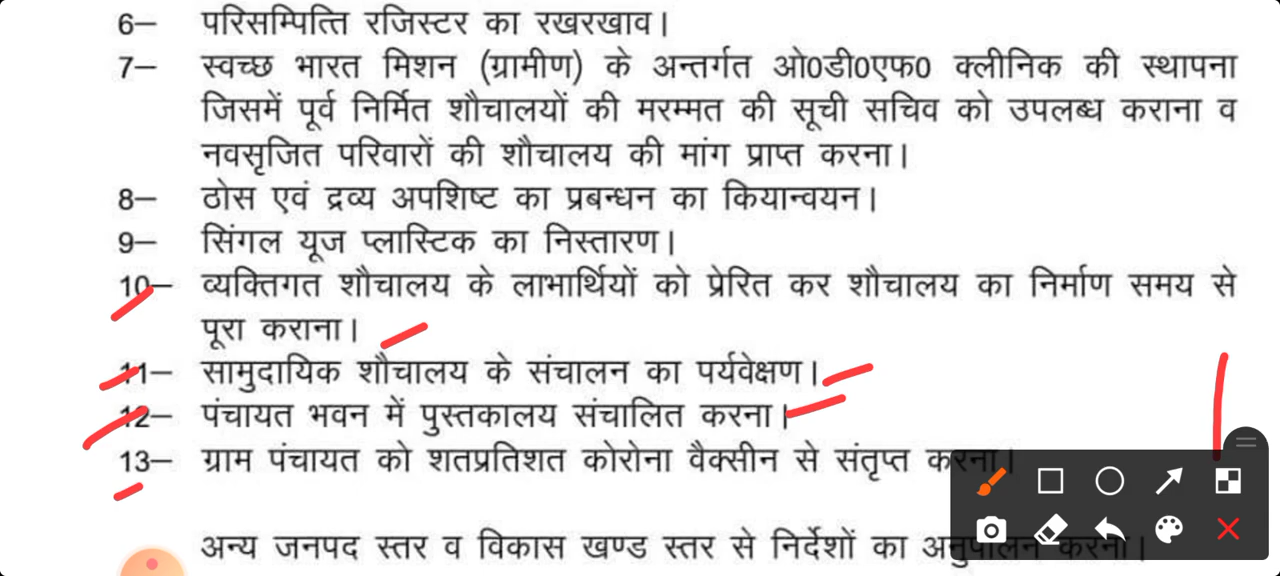 6– परिसम्पित्ति रजिस्टर का रखरखाव।
7– स्वच्छ भारत मिशन (ग्रामीण) के अन्तर्गत ओ0डी0एफ0 क्लीनिक की स्थापना
जिसमें पूर्व निर्मित शौचालयों की मरम्मत की सूची सचिव को उपलब्ध कराना व
नवसृजित परिवारों की शौचालय की मांग प्राप्त करना।
8– ठोस एवं द्रव्य अपशिष्ट का प्रबन्धन का कियान्वयन।
9– सिंगल यूज प्लास्टिक का निस्तारण।
10– व्यक्तिगत शौचालय के लाभार्थियों को प्रेरित कर शौचालय का निर्माण समय से
पूरा कराना।
11– सामुदायिक शौचालय के संचालन का पर्यवेक्षण।
12– पंचायत भवन में पुस्तकालय संचालित करना।
13– ग्राम पंचायत को शतप्रतिशत कोरोना वैक्सीन से संतृप्त करना।
अन्य जनपद स्तर व विकास खण्ड स्तर से निर्देशों का अनुपालन करना।